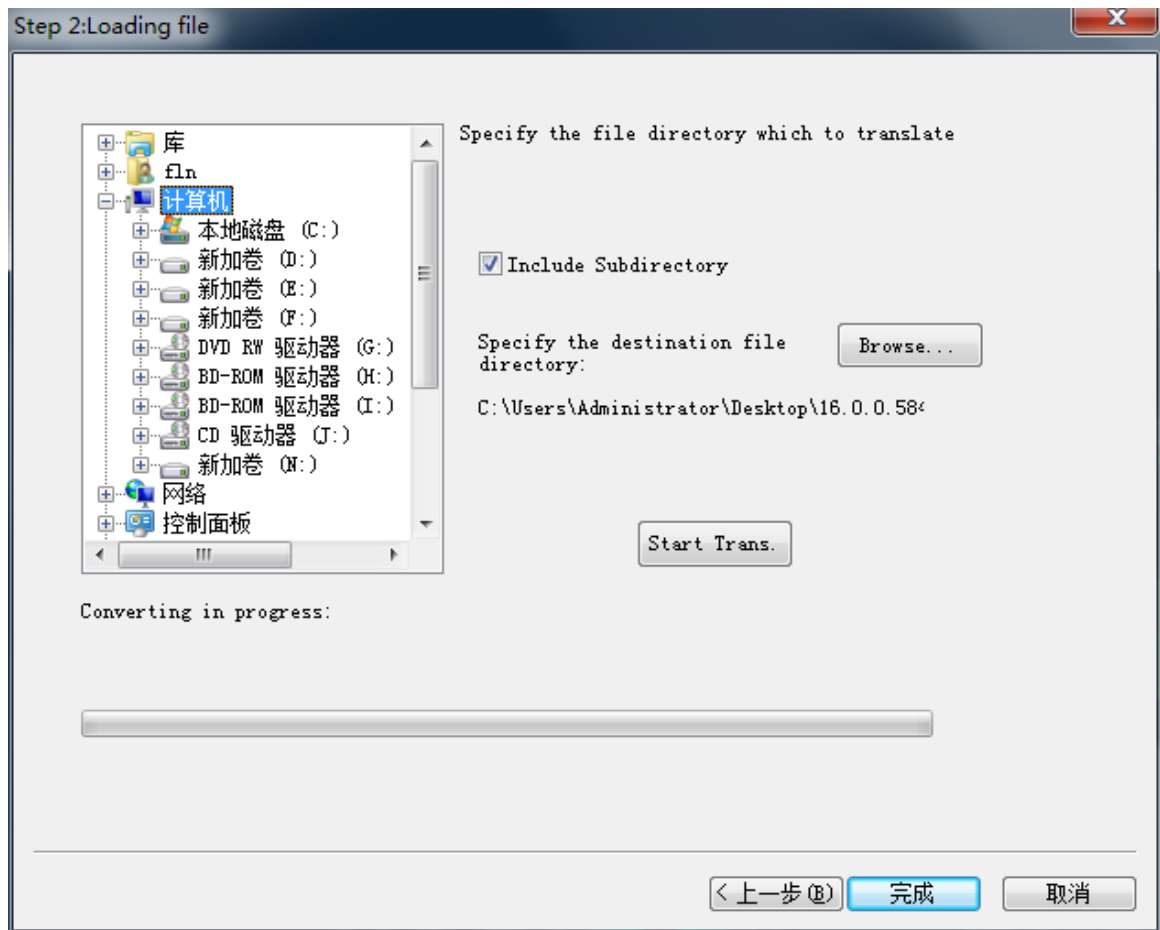 Step 2:Loading file
库
fln
计算机
本地磁盘 (C:)
新加卷 (D:)
新加卷 (E:)
新加卷 (F:)
DVD RW 驱动器 (G:)
BD-ROM 驱动器 (H:)
BD-ROM 驱动器 (I:)
CD 驱动器 (J:)
新加卷 (N:)
网络
控制面板
Specify the file directory which to translate
Include Subdirectory
Specify the destination file
directory:
Browse...
C:\Users\Administrator\Desktop\16.0.0.58
Start Trans.
Converting in progress:
< 上一步(B)
完成
取消